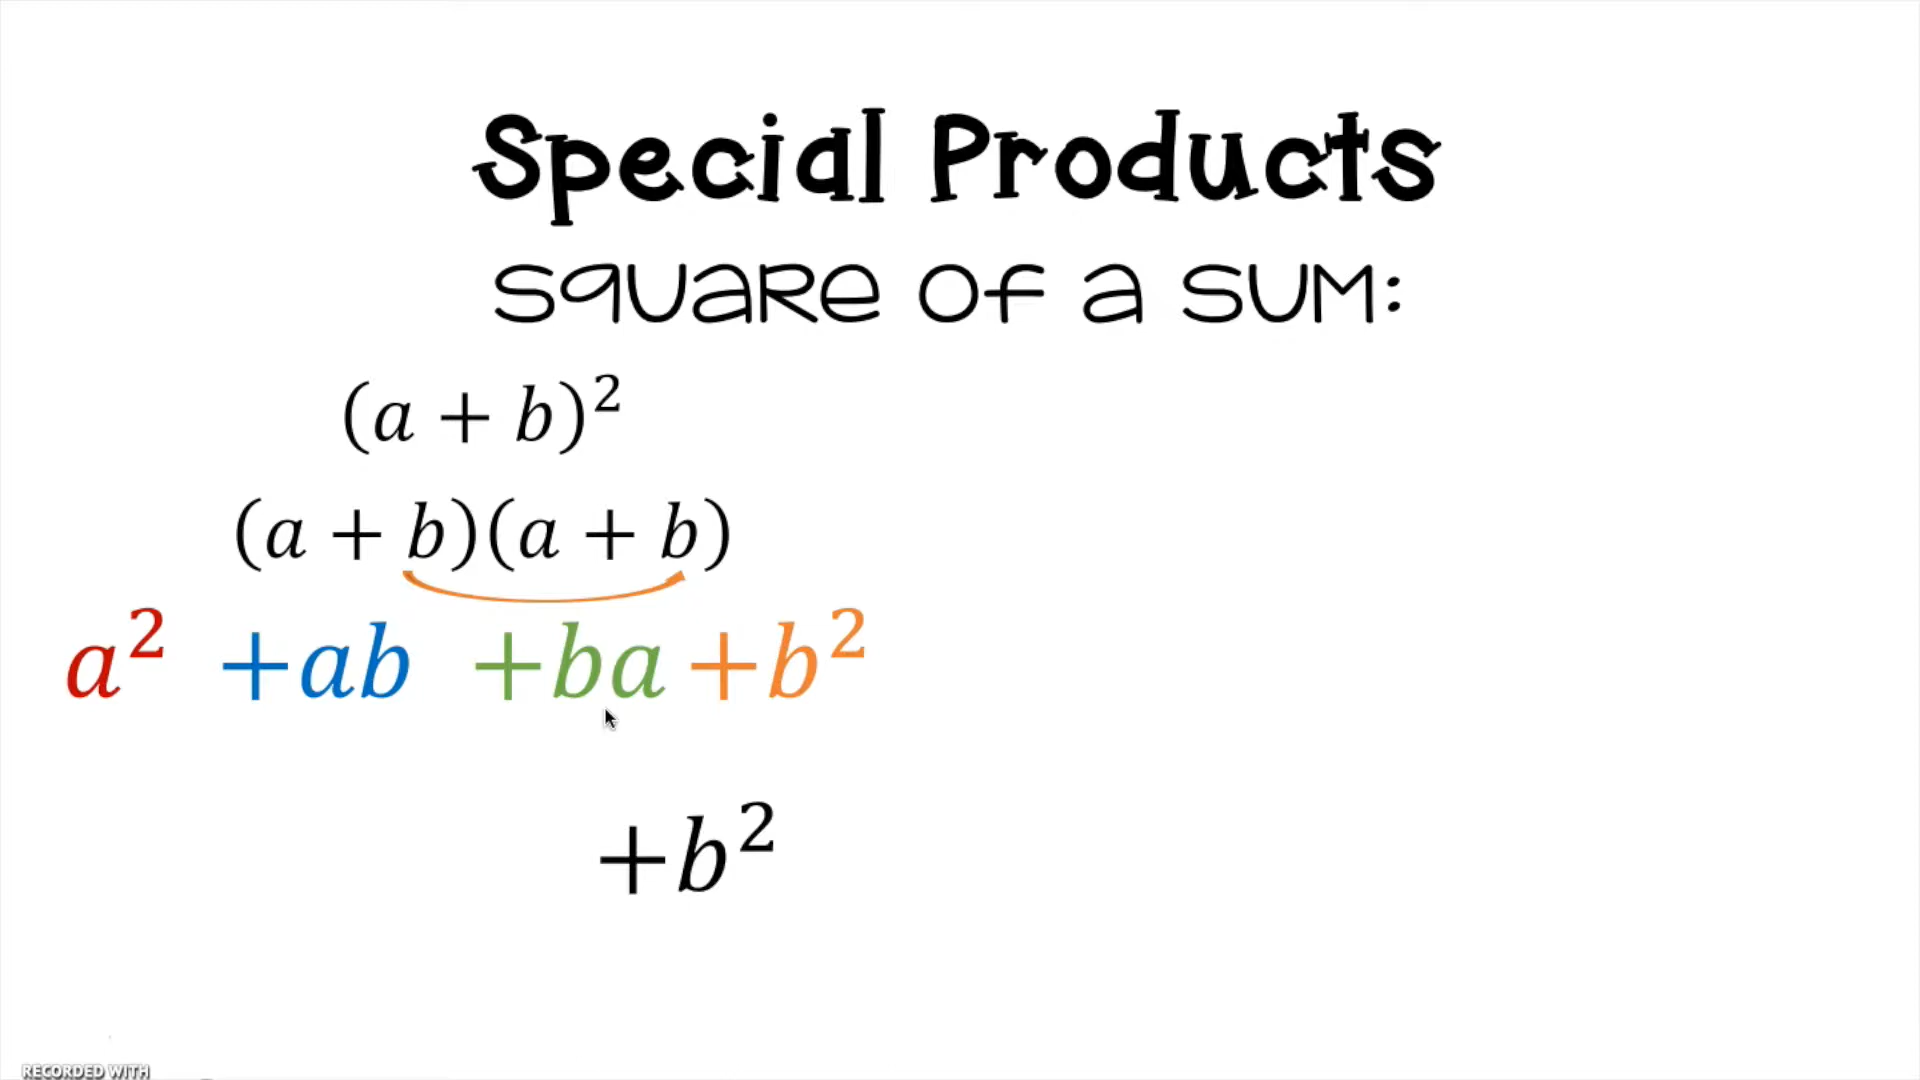 Special Products
Square of a Sum:
(a + b)²
(a + b)(a + b)
a² +ab +ba +b²
+b²
RECORDED WITH